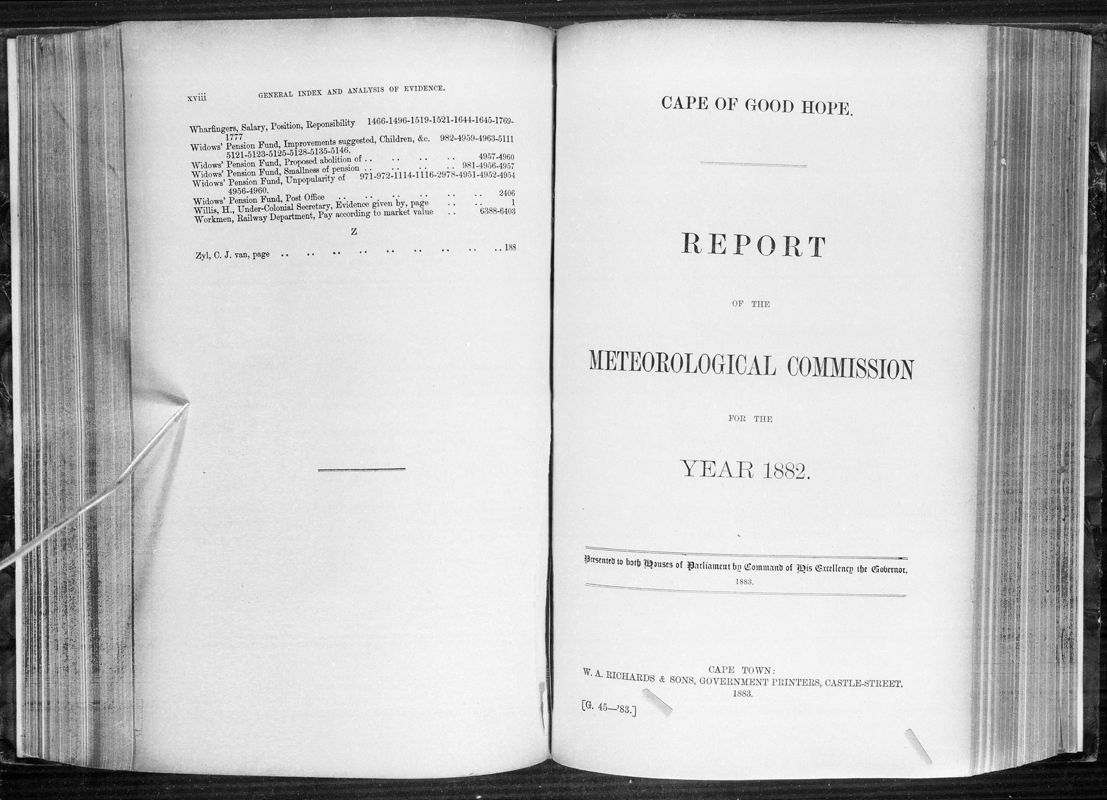 xviii GENERAL INDEX AND ANALYSIS OF EVIDENCE.
Wharfingers, Salary, Position, Reponsibility 1466-1496-1519-1521-1644-1645-1769-
1777
Widows' Pension Fund, Improvements suggested, Children, &c. 982-4959-4963-5111
5121-5123-5125-5128-5135-5146.
Widows' Pension Fund, Proposed abolition of .. .. .. .. 4957-4960
Widows' Pension Fund, Smallness of pension .. .. .. .. 981-4956-4957
Widows' Pension Fund, Unpopularity of 971-972-1114-1116-2978-4951-4952-4954
4956-4960.
Widows' Pension Fund, Post Office .. .. .. .. .. .. 2406
Willis, H., Under-Colonial Secretary, Evidence given by, page .. .. 1
Workmen, Railway Department, Pay according to market value .. 6388-6403
Z
Zyl, C. J. van, page .. .. .. .. .. .. .. .. .. 188
CAPE OF GOOD HOPE.
REPORT
OF THE
METEOROLOGICAL COMMISSION
FOR THE
YEAR 1882.
Presented to both Houses of Parliament by Command of His Excellency the Governor.
1883.
CAPE TOWN:
W. A. RICHARDS & SONS, GOVERNMENT PRINTERS, CASTLE-STREET.
1883.
[G. 45—'83.]